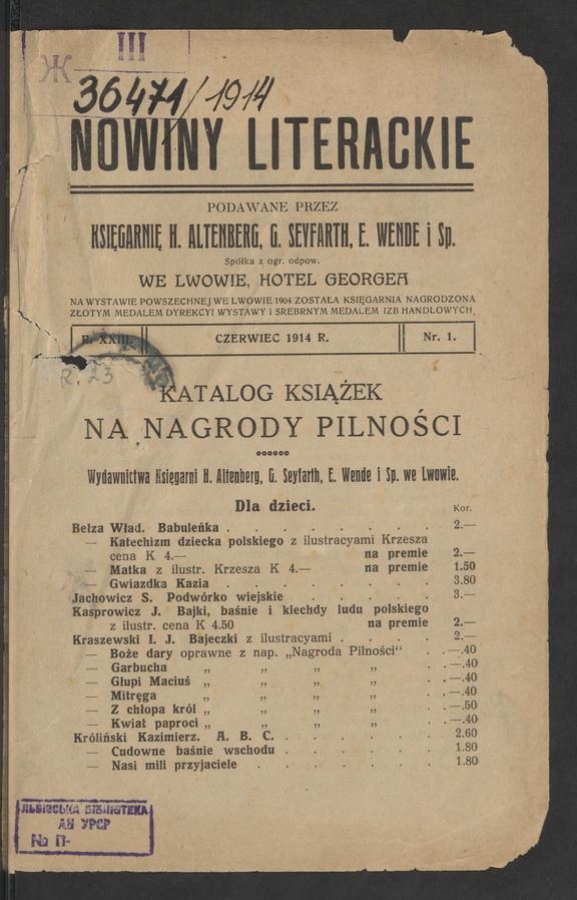 Ж III
36471/1914
NOWINY LITERACKIE
PODAWANE PRZEZ
KSIĘGARNIĘ H. ALTENBERG, G. SEYFARTH, E. WENDE i Sp.
Spółka z ogr. odpow.
WE LWOWIE, HOTEL GEORGEA
NA WYSTAWIE POWSZECHNEJ WE LWOWIE 1904 ZOSTAŁA KSIĘGARNIA NAGRODZONA
ZŁOTYM MEDALEM DYREKCYI WYSTAWY I SREBRNYM MEDALEM IZB HANDLOWYCH.
R. XXIII. CZERWIEC 1914 R. Nr. 1.
R. 23
KATALOG KSIĄŻEK
NA NAGRODY PILNOŚCI
Wydawnictwa Księgarni H. Altenberg, G. Seyfarth, E. Wende i Sp. we Lwowie.
Dla dzieci. Kor.
Bełza Wład. Babuleńka . . . . . . . . 2.—
— Katechizm dziecka polskiego z ilustracyami Krzesza
cena K 4.— na premie 2.—
— Matka z ilustr. Krzesza K 4.— na premie 1.50
— Gwiazdka Kazia . . . . . . . . 3.80
Jachowicz S. Podwórko wiejskie . . . . . 3.—
Kasprowicz J. Bajki, baśnie i klechdy ludu polskiego
z ilustr. cena K 4.50 na premie 2.—
Kraszewski I. J. Bajeczki z ilustracyami . . . . 2.—
— Boże dary oprawne z nap. „Nagroda Pilności“ . . —.40
— Garbucha „ „ „ „ . . —.40
— Głupi Maciuś „ „ „ „ . . —.40
— Mitręga „ „ „ „ . . —.40
— Z chłopa król „ „ „ „ . . —.50
— Kwiat paproci „ „ „ „ . . —.40
Króliński Kazimierz. A. B. C. . . . . . . 2.60
— Cudowne baśnie wschodu . . . . . . 1.80
— Nasi mili przyjaciele . . . . . . . 1.80
ЛЬВІВСЬКА БІБЛІОТЕКА
АН УРСР
№ П-